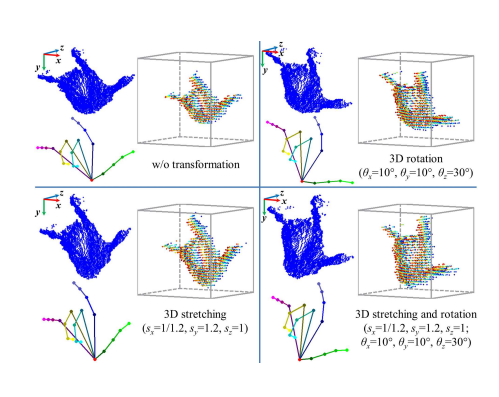 z
x
y
w/o transformation
z
x
y
3D rotation
(θx=10°, θy=10°, θz=30°)
z
x
y
3D stretching
(sx=1/1.2, sy=1.2, sz=1)
z
x
y
3D stretching and rotation
(sx=1/1.2, sy=1.2, sz=1;
θx=10°, θy=10°, θz=30°)